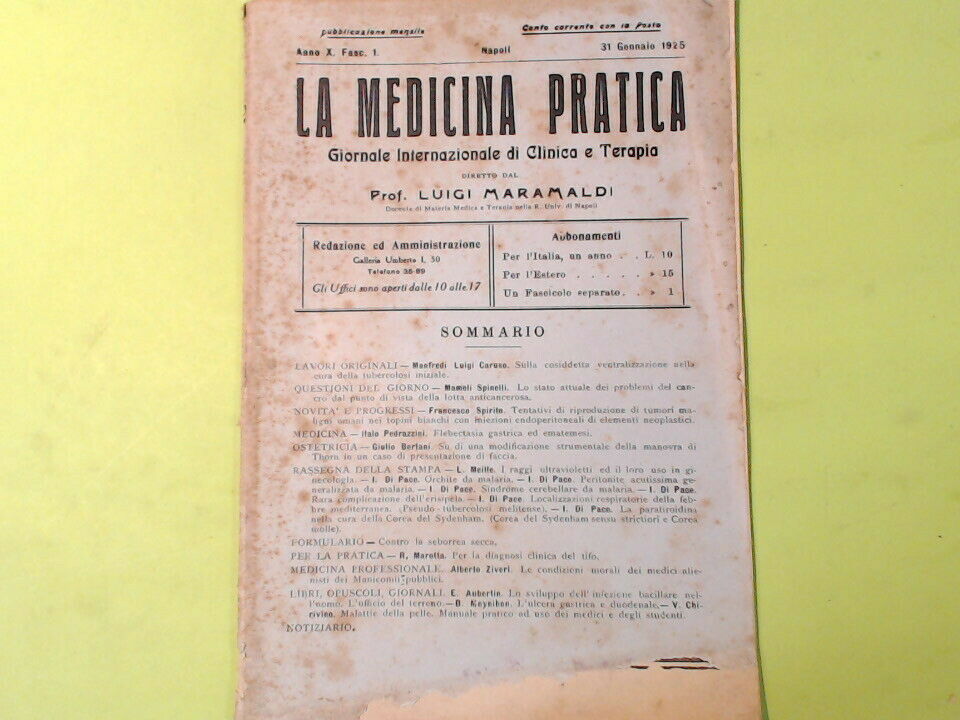 pubblicazione mensile
Conto corrente con la Posta
Anno X. Fasc. 1.
Napoli
31 Gennaio 1925
LA MEDICINA PRATICA
Giornale Internazionale di Clinica e Terapia
DIRETTO DAL
Prof. LUIGI MARAMALDI
Docente di Materia Medica e Terapia nella R. Univ. di Napoli
Redazione ed Amministrazione
Galleria Umberto I, 50
Telefono 35-89
Gli Uffici sono aperti dalle 10 alle 17
Abbonamenti
Per l'Italia, un anno . . L. 10
Per l'Estero . . . . . » 15
Un Fascicolo separato . . » 1
SOMMARIO
LAVORI ORIGINALI — Manfredi Luigi Caruso. Sulla cosiddetta ventralizzazione nella
cura della tubercolosi iniziale.
QUESTIONI DEL GIORNO — Mameli Spinelli. Lo stato attuale dei problemi del can-
cro dal punto di vista della lotta anticancerosa.
NOVITA' E PROGRESSI — Francesco Spirito. Tentativi di riproduzione di tumori ma-
ligni umani nei topini bianchi con iniezioni endoperitoneali di elementi neoplastici.
MEDICINA — Italo Pedrazzini. Flebectasia gastrica ed ematemesi.
OSTETRICIA — Giulio Bertani. Su di una modificazione strumentale della manovra di
Thorn in un caso di presentazione di faccia.
RASSEGNA DELLA STAMPA — L. Meille. I raggi ultravioletti ed il loro uso in gi-
necologia. — I. Di Pace. Orchite da malaria. — I. Di Pace. Peritonite acutissima ge-
neralizzata da malaria. — I. Di Pace. Sindrome cerebellare da malaria. — I. Di Pace.
Rara complicazione dell'erisipela. — I. Di Pace. Localizzazioni respiratorie della feb-
bre mediterranea. (Pseudo-tubercolosi melitense). — I. Di Pace. La paratiroidina
nella cura della Corea del Sydenham. (Corea del Sydenham sensu strictiori e Corea
molle).
FORMULARIO — Contro la seborrea secca.
PER LA PRATICA — R. Marotta. Per la diagnosi clinica del tifo.
MEDICINA PROFESSIONALE. Alberto Ziveri. Le condizioni morali dei medici alie-
nisti dei Manicomii pubblici.
LIBRI, OPUSCOLI, GIORNALI. E. Aubertin. Lo sviluppo dell'infezione bacillare nel-
l'uomo. L'ufficio del terreno. — B. Moynihan. L'ulcera gastrica e duodenale. — V. Chi-
rivino. Malattie della pelle. Manuale pratico ad uso dei medici e degli studenti.
NOTIZIARIO.